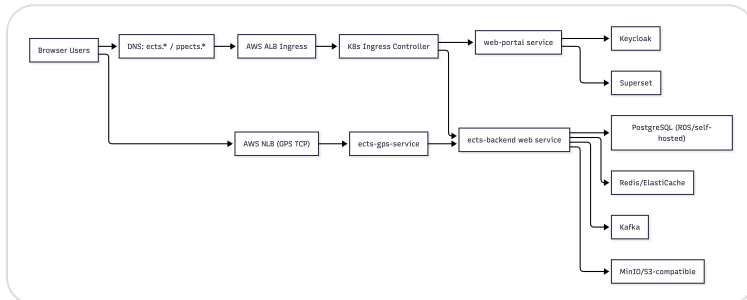 Browser Users
DNS: ects.* / ppects.*
AWS ALB Ingress
K8s Ingress Controller
web-portal service
Keycloak
Superset
AWS NLB (GPS TCP)
ects-gps-service
ects-backend web service
PostgreSQL (RDS/self-
hosted)
Redis/ElastiCache
Kafka
MinIO/S3-compatible